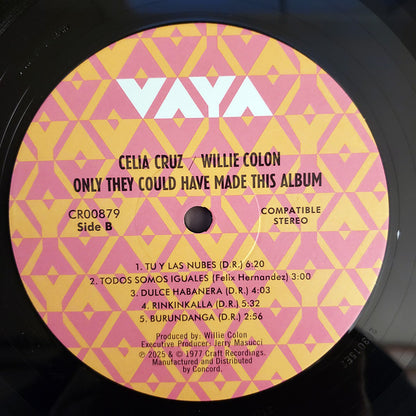 VAYA
CELIA CRUZ / WILLIE COLON
ONLY THEY COULD HAVE MADE THIS ALBUM
CR00879
Side B
COMPATIBLE
STEREO
1. TU Y LAS NUBES (D.R.) 6:20
2. TODOS SOMOS IGUALES (Felix Hernandez) 3:00
3. DULCE HABANERA (D.R.) 4:03
4. RINKINKALLA (D.R.) 5:32
5. BURUNDANGA (D.R.) 2:56
Produced by: Willie Colon
Executive Producer: Jerry Masucci
℗ 2025 & © 1977 Craft Recordings.
Manufactured and Distributed
by Concord.